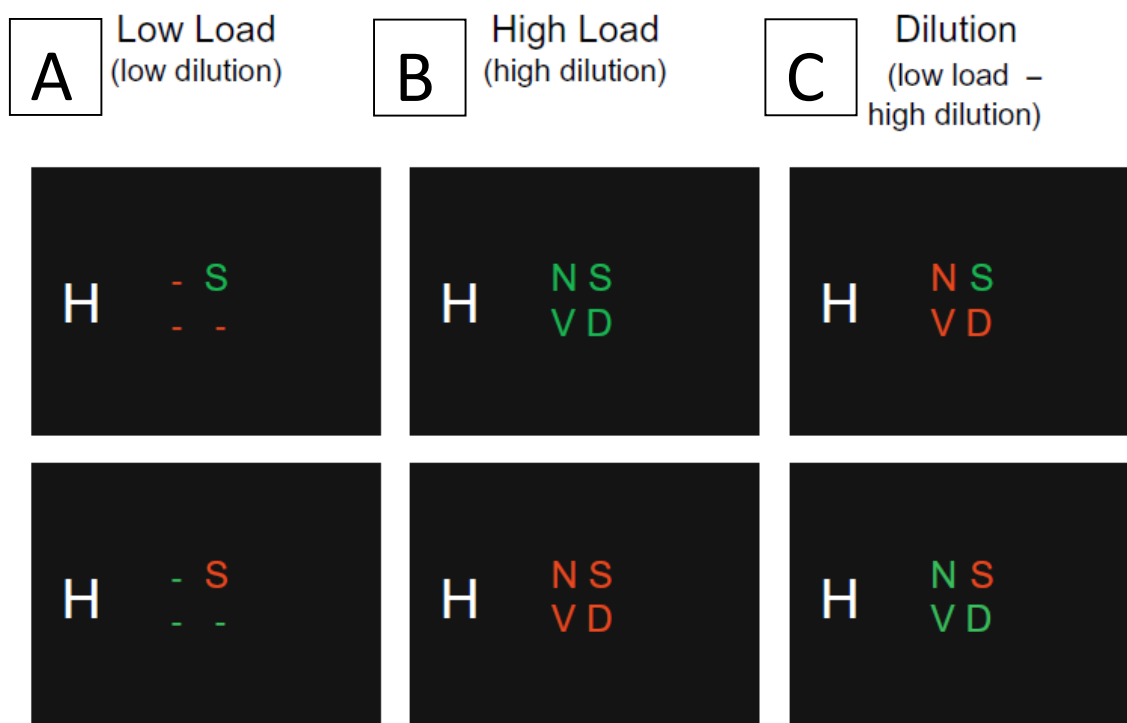 A
Low Load
(low dilution)
B
High Load
(high dilution)
C
Dilution
(low load –
high dilution)
H
- S
- -
H
N S
V D
H
N S
V D
H
- S
- -
H
N S
V D
H
N S
V D